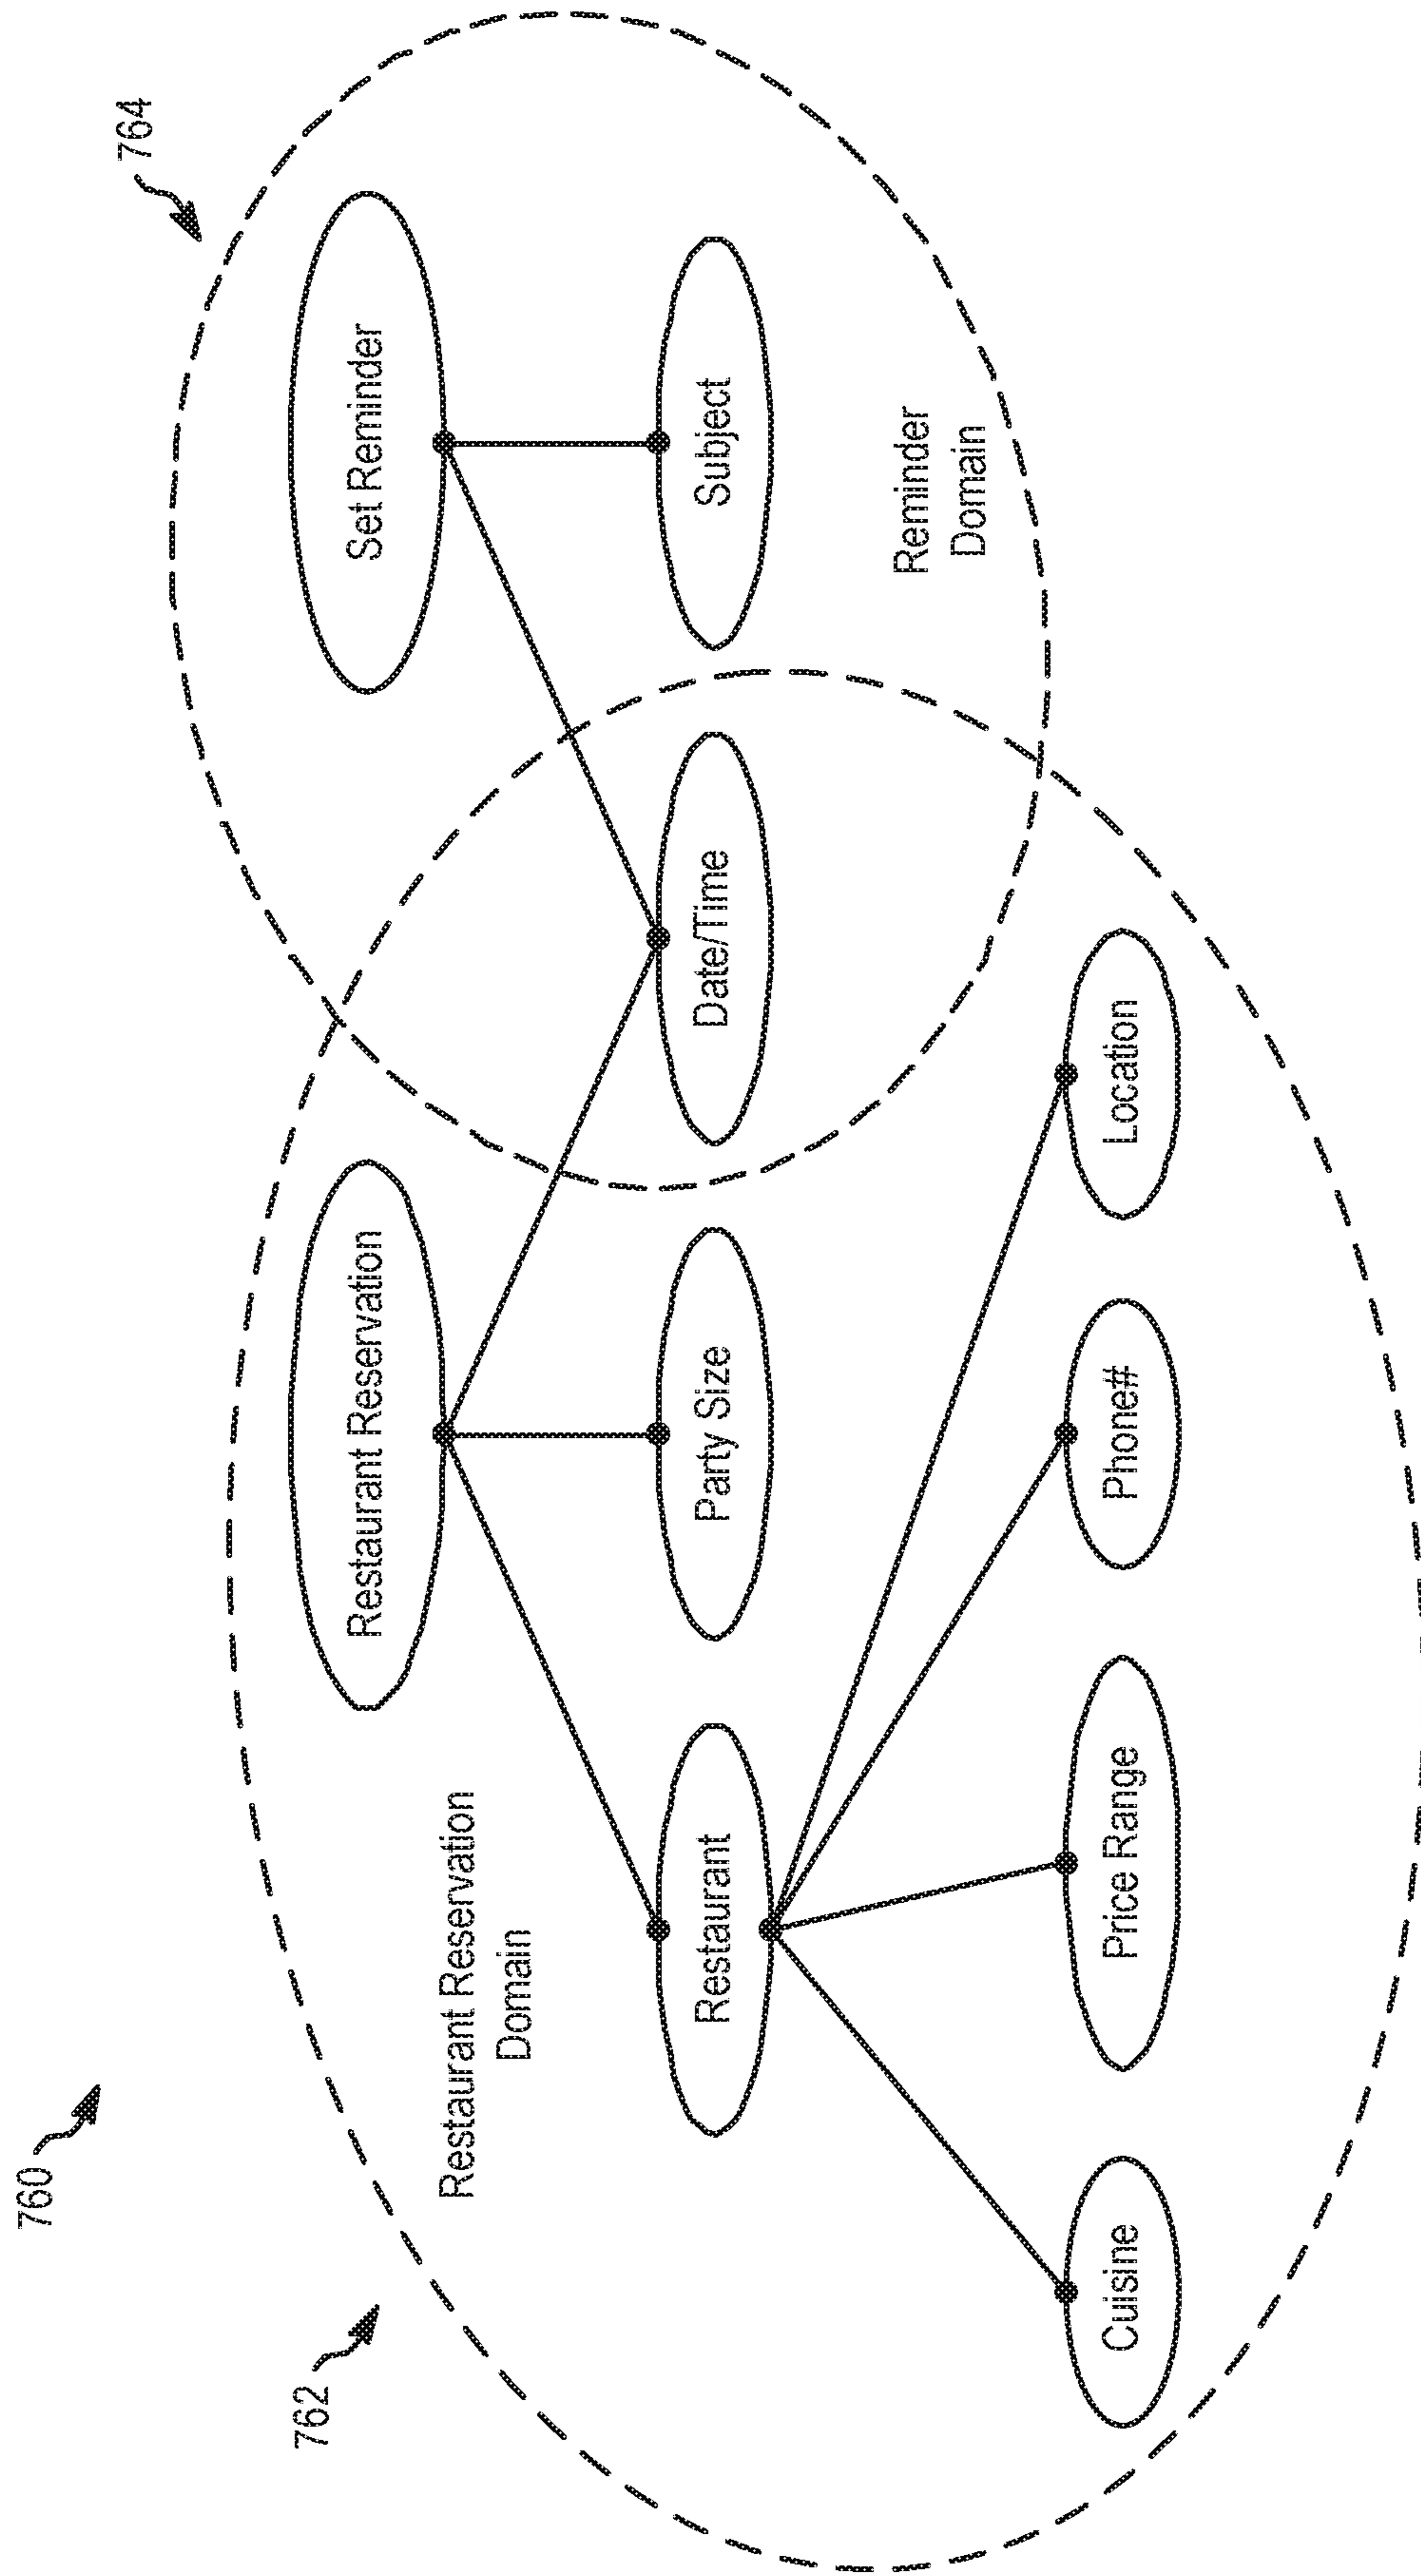 760
762
764
Restaurant Reservation
Set Reminder
Restaurant Reservation
Domain
Restaurant
Party Size
Date/Time
Subject
Reminder
Domain
Cuisine
Price Range
Phone#
Location